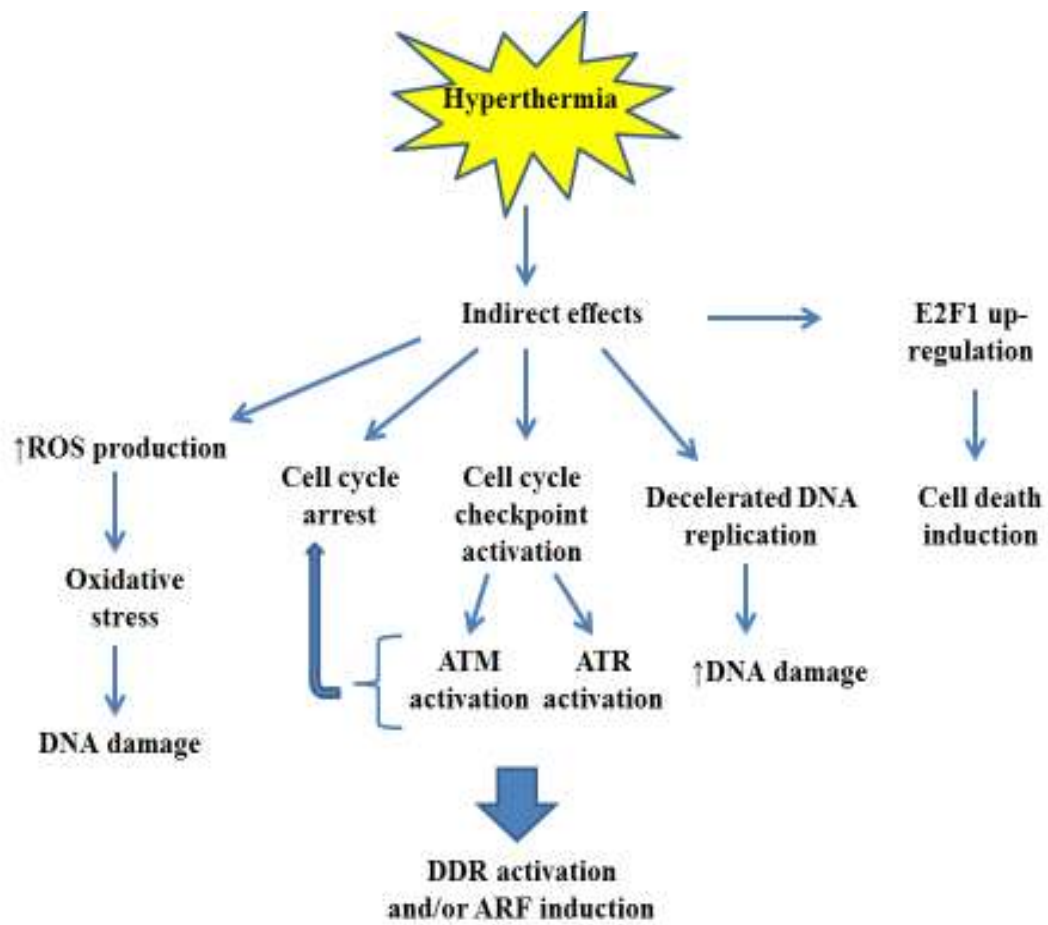 Hyperthermia
Indirect effects
E2F1 up-
regulation
↑ROS production
Cell cycle
arrest
Cell cycle
checkpoint
activation
Decelerated DNA
replication
Cell death
induction
Oxidative
stress
ATM
activation
ATR
activation
↑DNA damage
DNA damage
DDR activation
and/or ARF induction